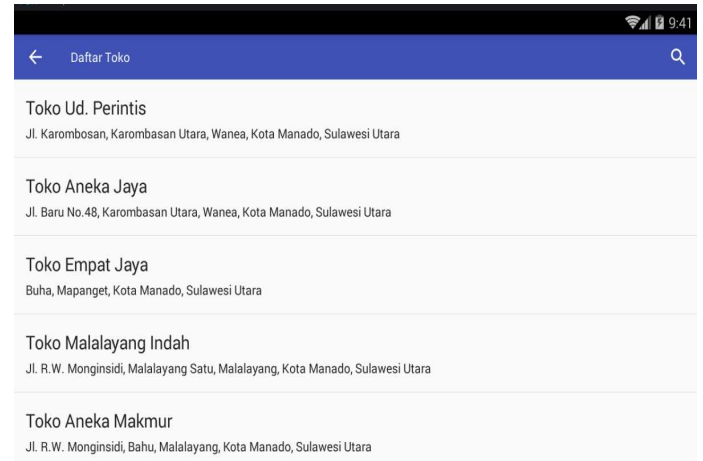 9:41
Daftar Toko
Toko Ud. Perintis
Jl. Karombosan, Karombasan Utara, Wanea, Kota Manado, Sulawesi Utara
Toko Aneka Jaya
Jl. Baru No.48, Karombasan Utara, Wanea, Kota Manado, Sulawesi Utara
Toko Empat Jaya
Buha, Mapanget, Kota Manado, Sulawesi Utara
Toko Malalayang Indah
Jl. R.W. Monginsidi, Malalayang Satu, Malalayang, Kota Manado, Sulawesi Utara
Toko Aneka Makmur
Jl. R.W. Monginsidi, Bahu, Malalayang, Kota Manado, Sulawesi Utara